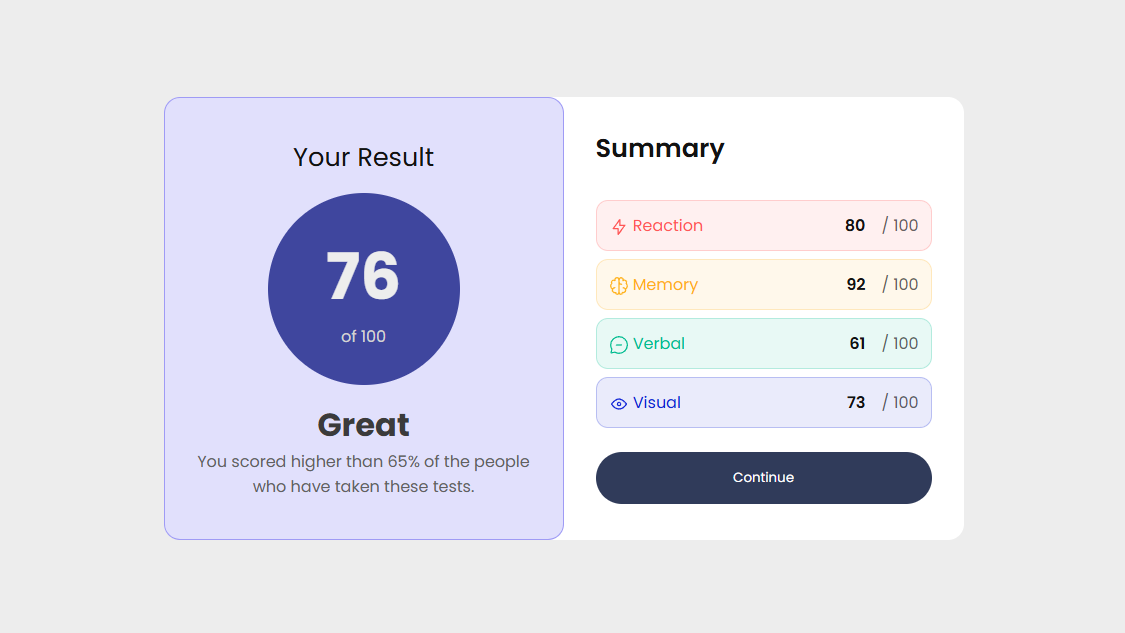 Your Result
76
of 100
Great
You scored higher than 65% of the people
who have taken these tests.
Summary
Reaction 80 / 100
Memory 92 / 100
Verbal 61 / 100
Visual 73 / 100
Continue